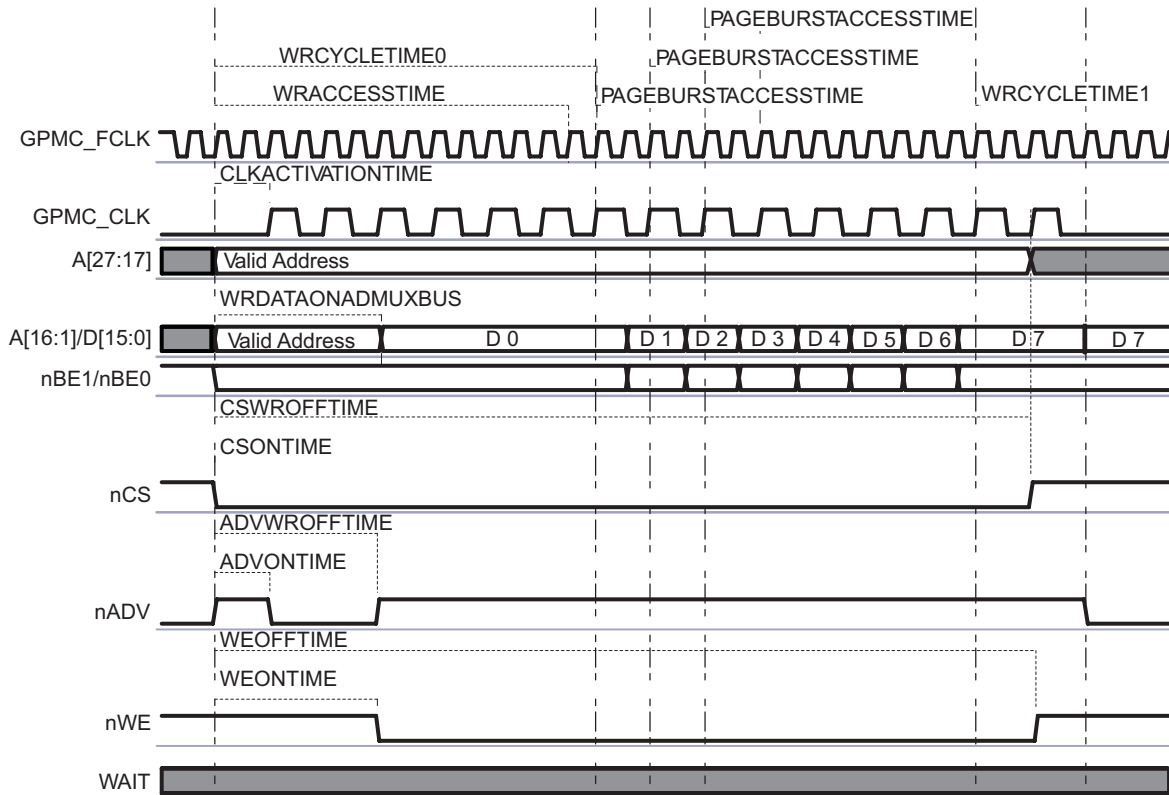 PAGEBURSTACCESSTIME
WRCYCLETIME0
PAGEBURSTACCESSTIME
WRACCESSTIME
PAGEBURSTACCESSTIME
WRCYCLETIME1
GPMC_FCLK
CLKACTIVATIONTIME
GPMC_CLK
A[27:17]
Valid Address
WRDATAONADMUXBUS
A[16:1]/D[15:0]
Valid Address
D 0
D 1
D 2
D 3
D 4
D 5
D 6
D 7
D 7
nBE1/nBE0
CSWROFFTIME
CSONTIME
nCS
ADVWROFFTIME
ADVONTIME
nADV
WEOFFTIME
WEONTIME
nWE
WAIT